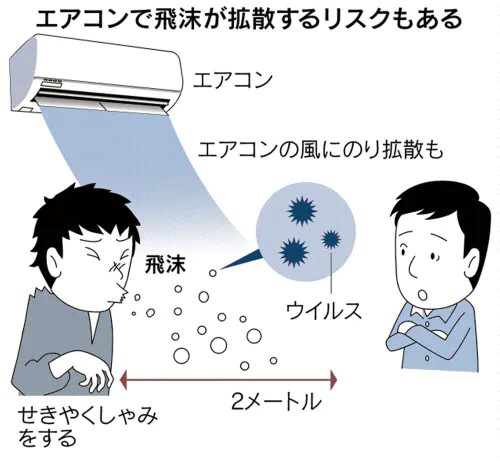 エアコンで飛沫が拡散するリスクもある
エアコン
エアコンの風にのり拡散も
飛沫
ウイルス
2メートル
せきやくしゃみ
をする